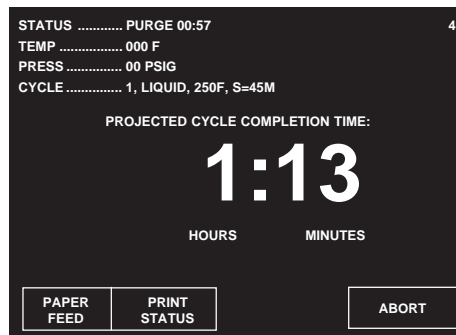 STATUS ............ PURGE 00:57 4
TEMP ................. 000 F
PRESS ............... 00 PSIG
CYCLE ............... 1, LIQUID, 250F, S=45M
PROJECTED CYCLE COMPLETION TIME:
1:13
HOURS MINUTES
PAPER FEED
PRINT STATUS
ABORT